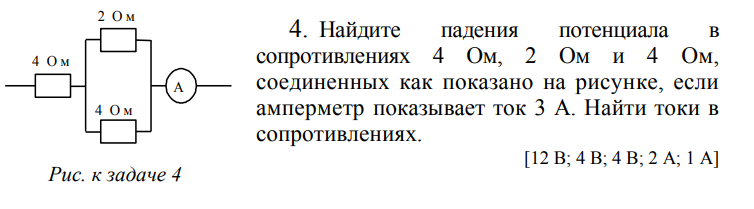 2 Ом
4 Ом
А
4 Ом
Рис. к задаче 4
4. Найдите падения потенциала в
сопротивлениях 4 Ом, 2 Ом и 4 Ом,
соединенных как показано на рисунке, если
амперметр показывает ток 3 А. Найти токи в
сопротивлениях.
[12 В; 4 В; 4 В; 2 А; 1 А]